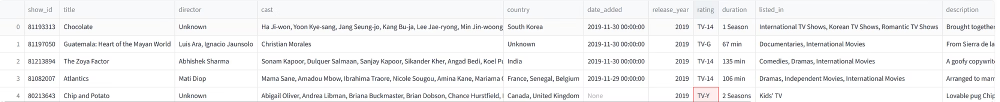 show_id title director cast country date_added release_year rating duration listed_in description
0 81193313 Chocolate Unknown Ha Ji-won, Yoon Kye-sang, Jang Seung-jo, Kang Bu-ja, Lee Jae-ryong, Min Jin-woong South Korea 2019-11-30 00:00:00 2019 TV-14 1 Season International TV Shows, Korean TV Shows, Romantic TV Shows Brought together
1 81197050 Guatemala: Heart of the Mayan World Luis Ara, Ignacio Jaunsolo Christian Morales Unknown 2019-11-30 00:00:00 2019 TV-G 67 min Documentaries, International Movies From Sierra de la
2 81213894 The Zoya Factor Abhishek Sharma Sonam Kapoor, Dulquer Salmaan, Sanjay Kapoor, Sikander Kher, Angad Bedi, Koel India 2019-11-30 00:00:00 2019 TV-14 135 min Comedies, Dramas, International Movies A goofy
3 81082007 Atlantics Mati Diop Mama Sane, Amadou Mbow, Ibrahima Traore, Nicole Sougou, Amina Kane, Mariama France, Senegal, Belgium 2019-11-29 00:00:00 2019 TV-14 106 min Dramas, Independent Movies, International Movies Arranged to
4 80213643 Chip and Potato Unknown Abigail Oliver, Andrea Libman, Briana Buckmaster, Brian Dobson, Chance Hurstfield, Canada, United Kingdom None 2019 TV-Y 2 Seasons Kids' TV Lovable pug Chip